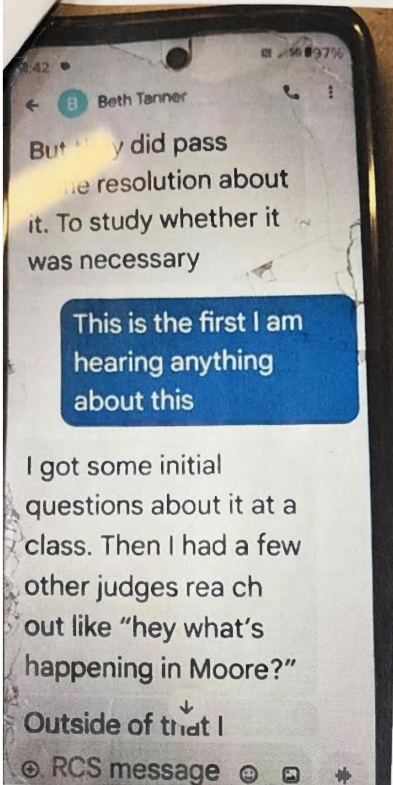 :42
97%
B Beth Tanner
But y did pass
resolution about
it. To study whether it
was necessary
This is the first I am
hearing anything
about this
I got some initial
questions about it at a
class. Then I had a few
other judges rea ch
out like “hey what's
happening in Moore?”
Outside of that I
RCS message